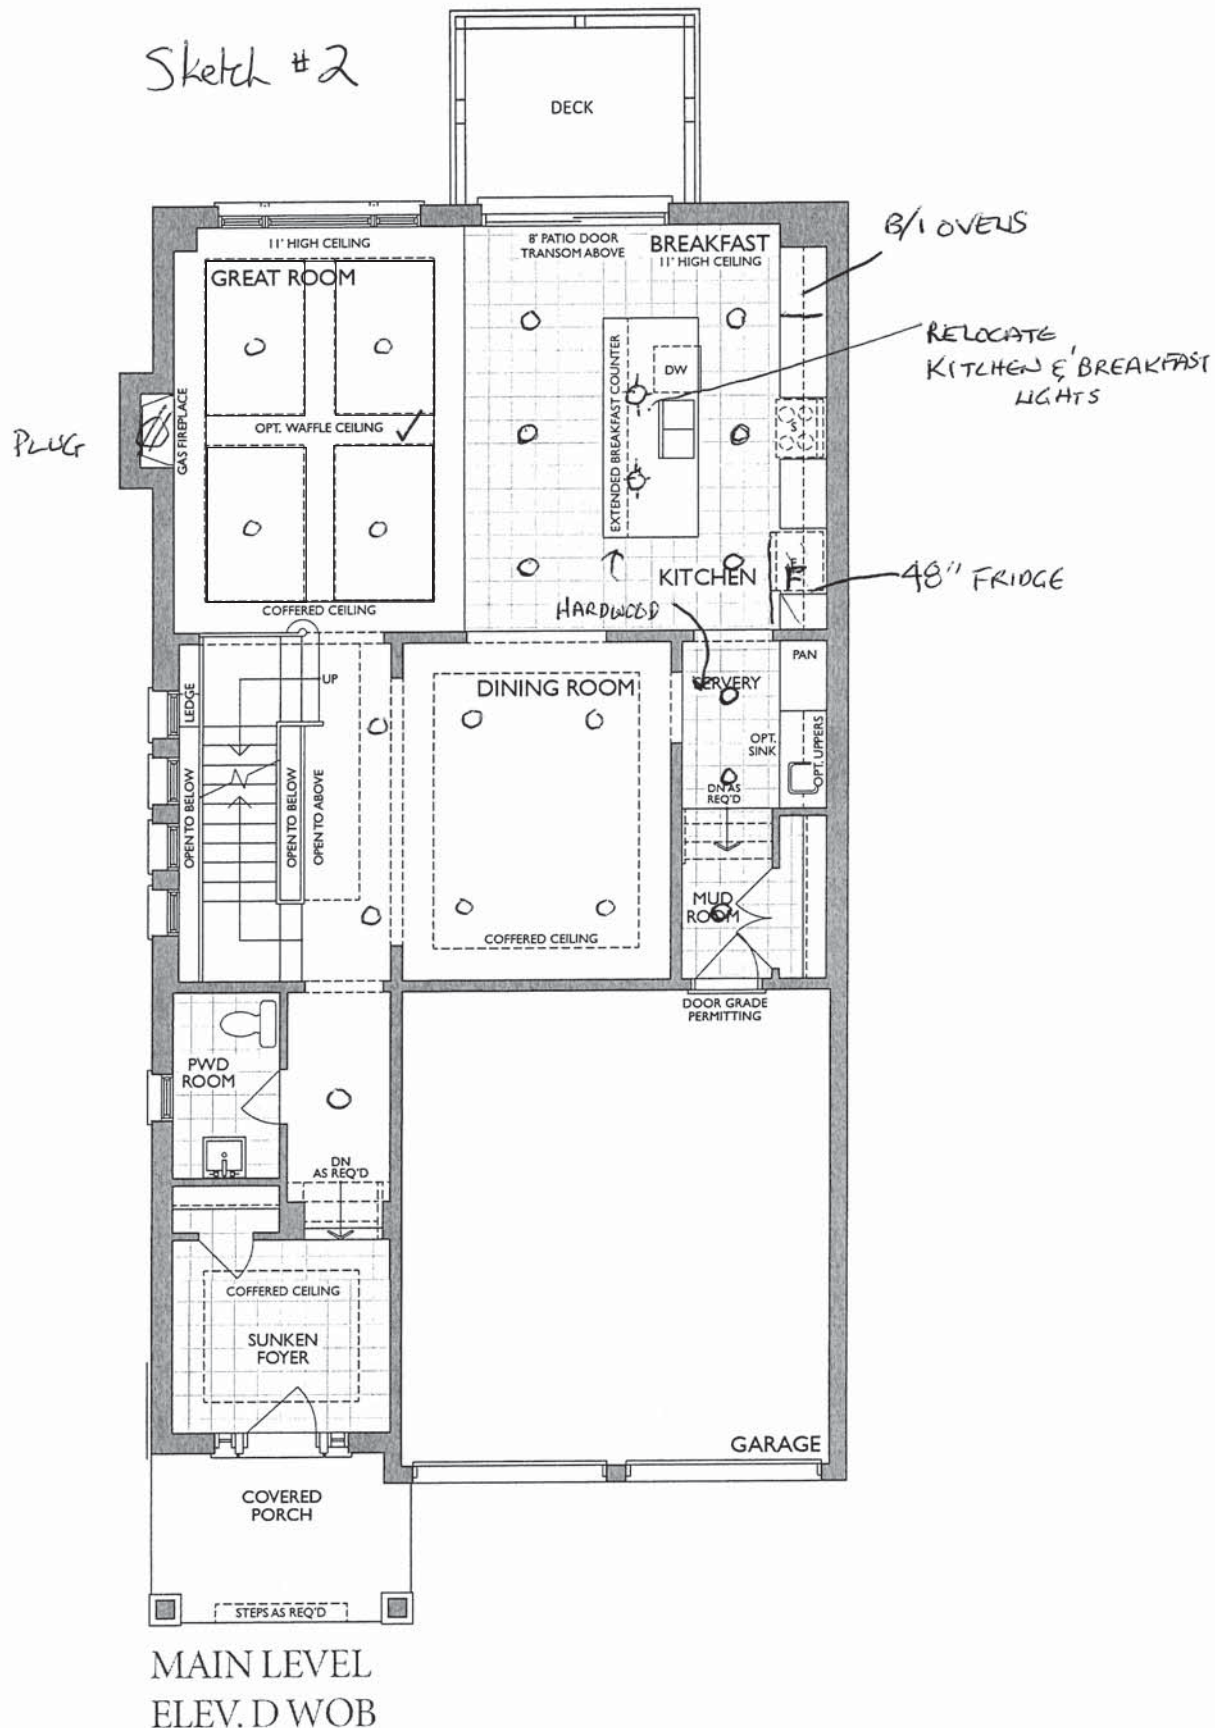 Sketch #2
DECK
B/I OVENS
11' HIGH CEILING
GREAT ROOM
8' PATIO DOOR
TRANSOM ABOVE
BREAKFAST
11' HIGH CEILING
RELOCATE
KITCHEN & BREAKFAST
LIGHTS
EXTENDED BREAKFAST COUNTER
DW
PLUG
GAS FIREPLACE
OPT. WAFFLE CEILING
S
COFFERED CEILING
HARDWOOD
KITCHEN
F
48" FRIDGE
LEDGE
UP
DINING ROOM
SERVERY
PAN
OPT.
SINK
OPT. UPPERS
OPEN TO BELOW
OPEN TO BELOW
OPEN TO ABOVE
DN AS
REQ'D
MUD
ROOM
COFFERED CEILING
DOOR GRADE
PERMITTING
PWD
ROOM
DN
AS REQ'D
COFFERED CEILING
SUNKEN
FOYER
GARAGE
COVERED
PORCH
STEPS AS REQ'D
MAIN LEVEL
ELEV. D WOB